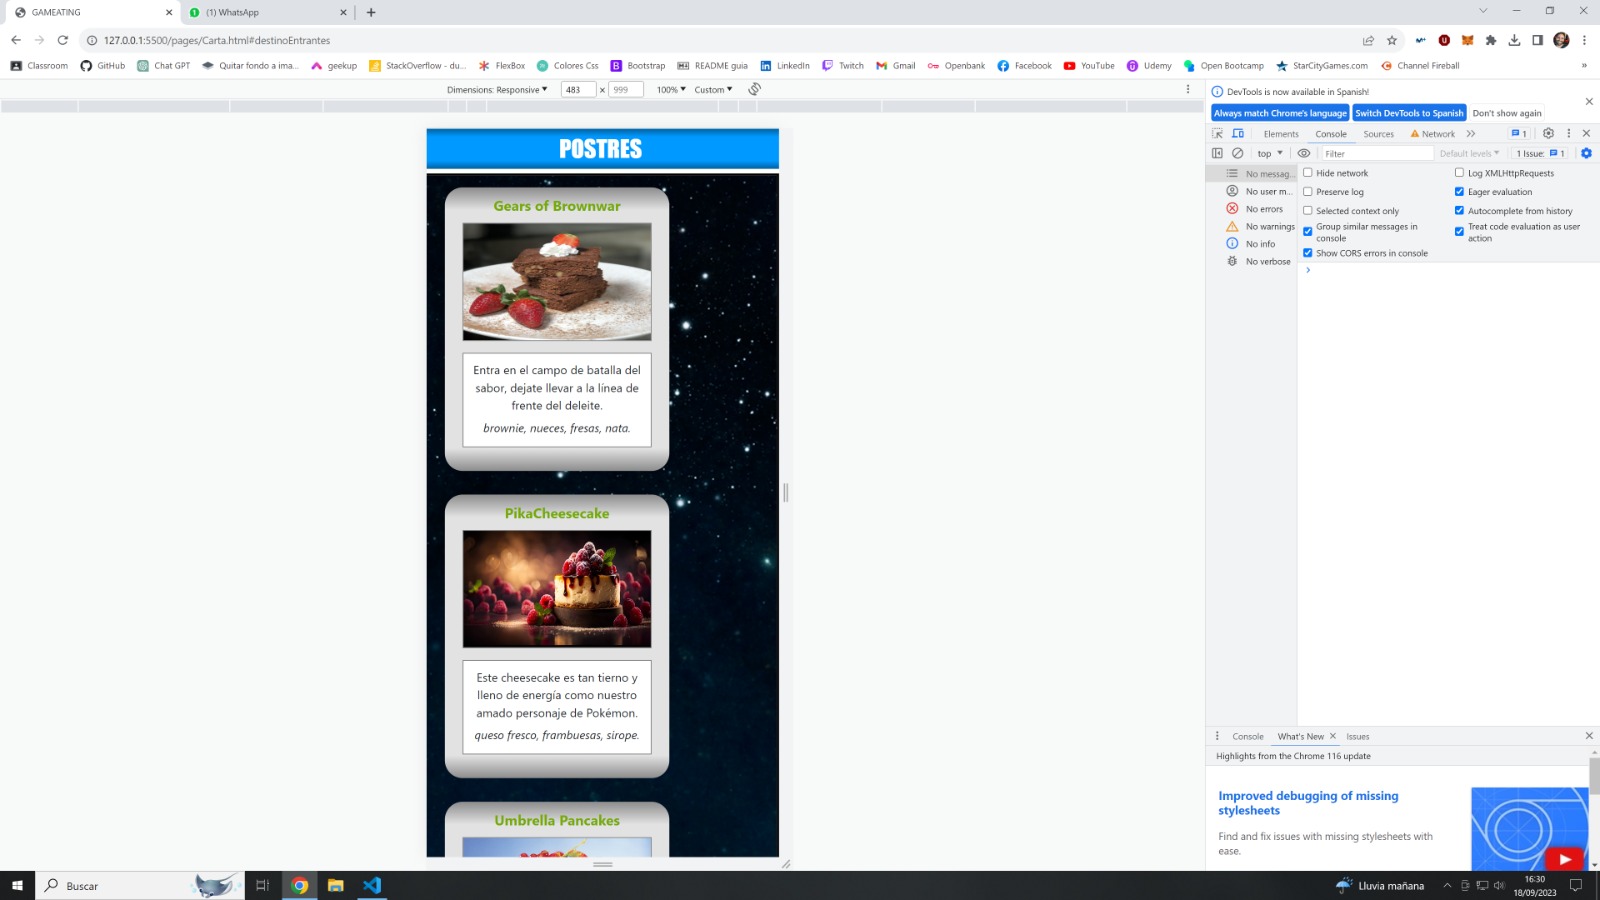 GAMEATING
(1) WhatsApp
127.0.0.1:5500/pages/Carta.html#destinoEntrantes
Classroom
GitHub
Chat GPT
Quitar fondo a ima...
geekup
StackOverflow - du...
FlexBox
Colores Css
Bootstrap
README guia
LinkedIn
Twitch
Gmail
Openbank
Facebook
YouTube
Udemy
Open Bootcamp
StarCityGames.com
Channel Fireball
»
Dimensions: Responsive
483
x
999
100%
Custom
DevTools is now available in Spanish!
Always match Chrome's language
Switch DevTools to Spanish
Don't show again
Elements
Console
Sources
Network
1
top
Filter
Default levels
1 Issue:
1
No messag...
No user m...
No errors
No warnings
No info
No verbose
Hide network
Preserve log
Selected context only
Group similar messages in
console
Show CORS errors in console
Log XMLHttpRequests
Eager evaluation
Autocomplete from history
Treat code evaluation as user
action
POSTRES
Gears of Brownwar
Entra en el campo de batalla del
sabor, dejate llevar a la línea de
frente del deleite.
brownie, nueces, fresas, nata.
PikaCheesecake
Este cheesecake es tan tierno y
lleno de energía como nuestro
amado personaje de Pokémon.
queso fresco, frambuesas, sirope.
Umbrella Pancakes
Console
What's New
Issues
Highlights from the Chrome 116 update
Improved debugging of missing
stylesheets
Find and fix issues with missing stylesheets with
ease.
Buscar
Lluvia mañana
16:30
18/09/2023